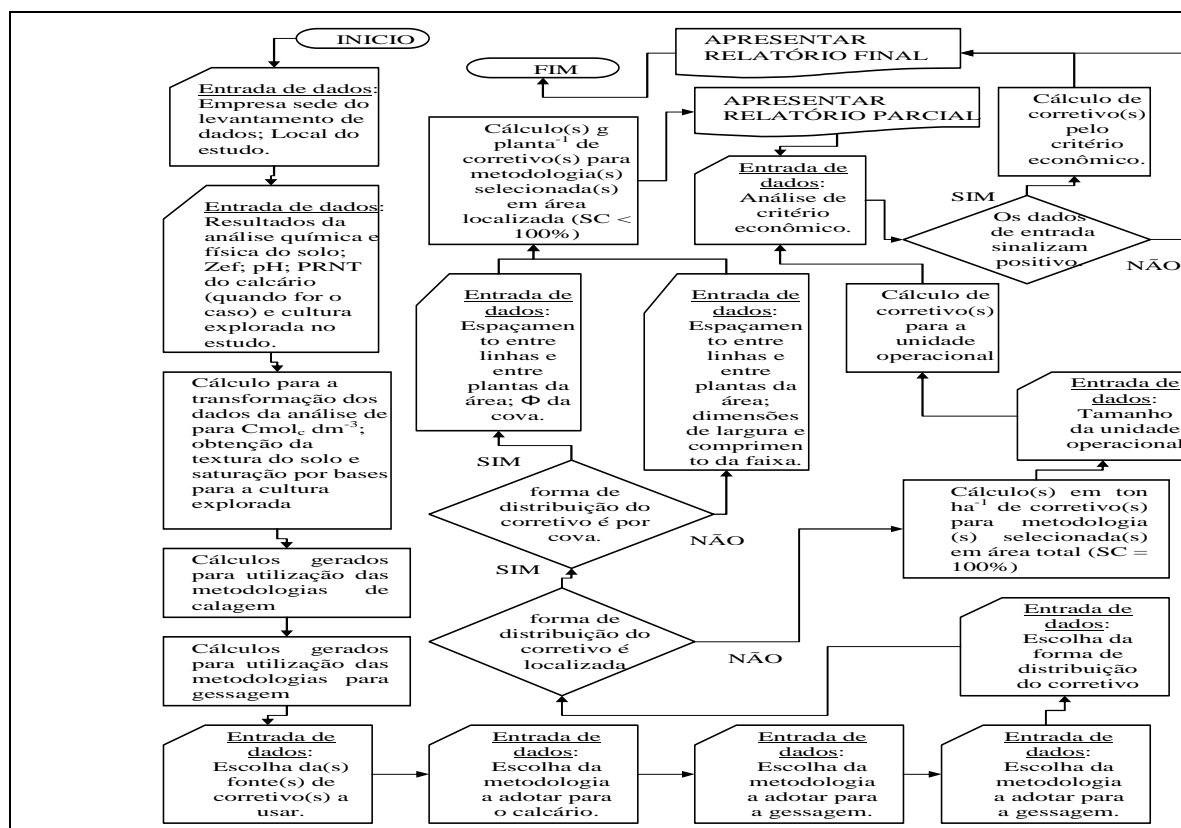 INICIO
Entrada de dados:
Empresa sede do
levantamento de
dados; Local do
estudo.
Entrada de dados:
Resultados da
análise química e
física do solo;
Zef; pH; PRNT
do calcário
(quando for o
caso) e cultura
explorada no
estudo.
Cálculo para a
transformação dos
dados da análise de
para Cmolc dm-3;
obtenção da
textura do solo e
saturação por bases
para a cultura
explorada
Cálculos gerados
para utilização das
metodologias de
calagem
Cálculos gerados
para utilização das
metodologias para
gessagem
Entrada de
dados:
Escolha da(s)
fonte(s) de
corretivo(s) a
usar.
Entrada de
dados:
Escolha da
metodologia
a adotar para
o calcário.
Entrada de
dados:
Escolha da
metodologia
a adotar para
a gessagem.
Entrada de
dados:
Escolha da
metodologia
a adotar para
a gessagem.
Entrada de
dados:
Escolha da
forma de
distribuição
do corretivo
forma de
distribuição do
corretivo é
localizada
SIM
NÃO
forma de
distribuição do
corretivo é por
cova.
SIM
NÃO
Entrada de
dados:
Espaçamen
to entre
linhas e
entre
plantas da
área; Φ da
cova.
Entrada de
dados:
Espaçamen
to entre
linhas e
entre
plantas da
área;
dimensões
de largura e
comprimen
to da faixa.
Cálculo(s) g
planta-1 de
corretivo(s) para
metodologia(s)
selecionada(s)
em área
localizada (SC <
100%)
APRESENTAR
RELATÓRIO PARCIAL
Cálculo(s) em ton
ha-1 de corretivo(s)
para metodologia
(s) selecionada(s)
em área total (SC =
100%)
Entrada de
dados:
Tamanho
da unidade
operacional
Cálculo de
corretivo(s)
para a
unidade
operacional
Entrada de
dados:
Análise de
critério
econômico.
Os dados
de entrada
sinalizam
positivo.
SIM
NÃO
Cálculo de
corretivo(s)
pelo
critério
econômico.
APRESENTAR
RELATÓRIO FINAL
FIM